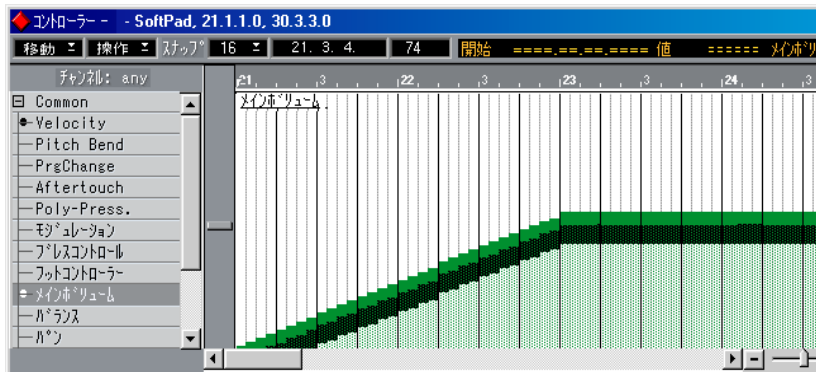 コントローラー - - SoftPad, 21.1.1.0, 30.3.3.0
移動 操作 スナップ 16 21. 3. 4. 74 開始 ====.==.==.==== 値 ====== メインボリ
チャンネル: any 21 3 22 3 23 3 24 3
Common
Velocity
Pitch Bend
PrgChange
Aftertouch
Poly-Press.
モジュレーション
ブレスコントロール
フットコントローラー
メインボリューム
バランス
パン
メインボリューム